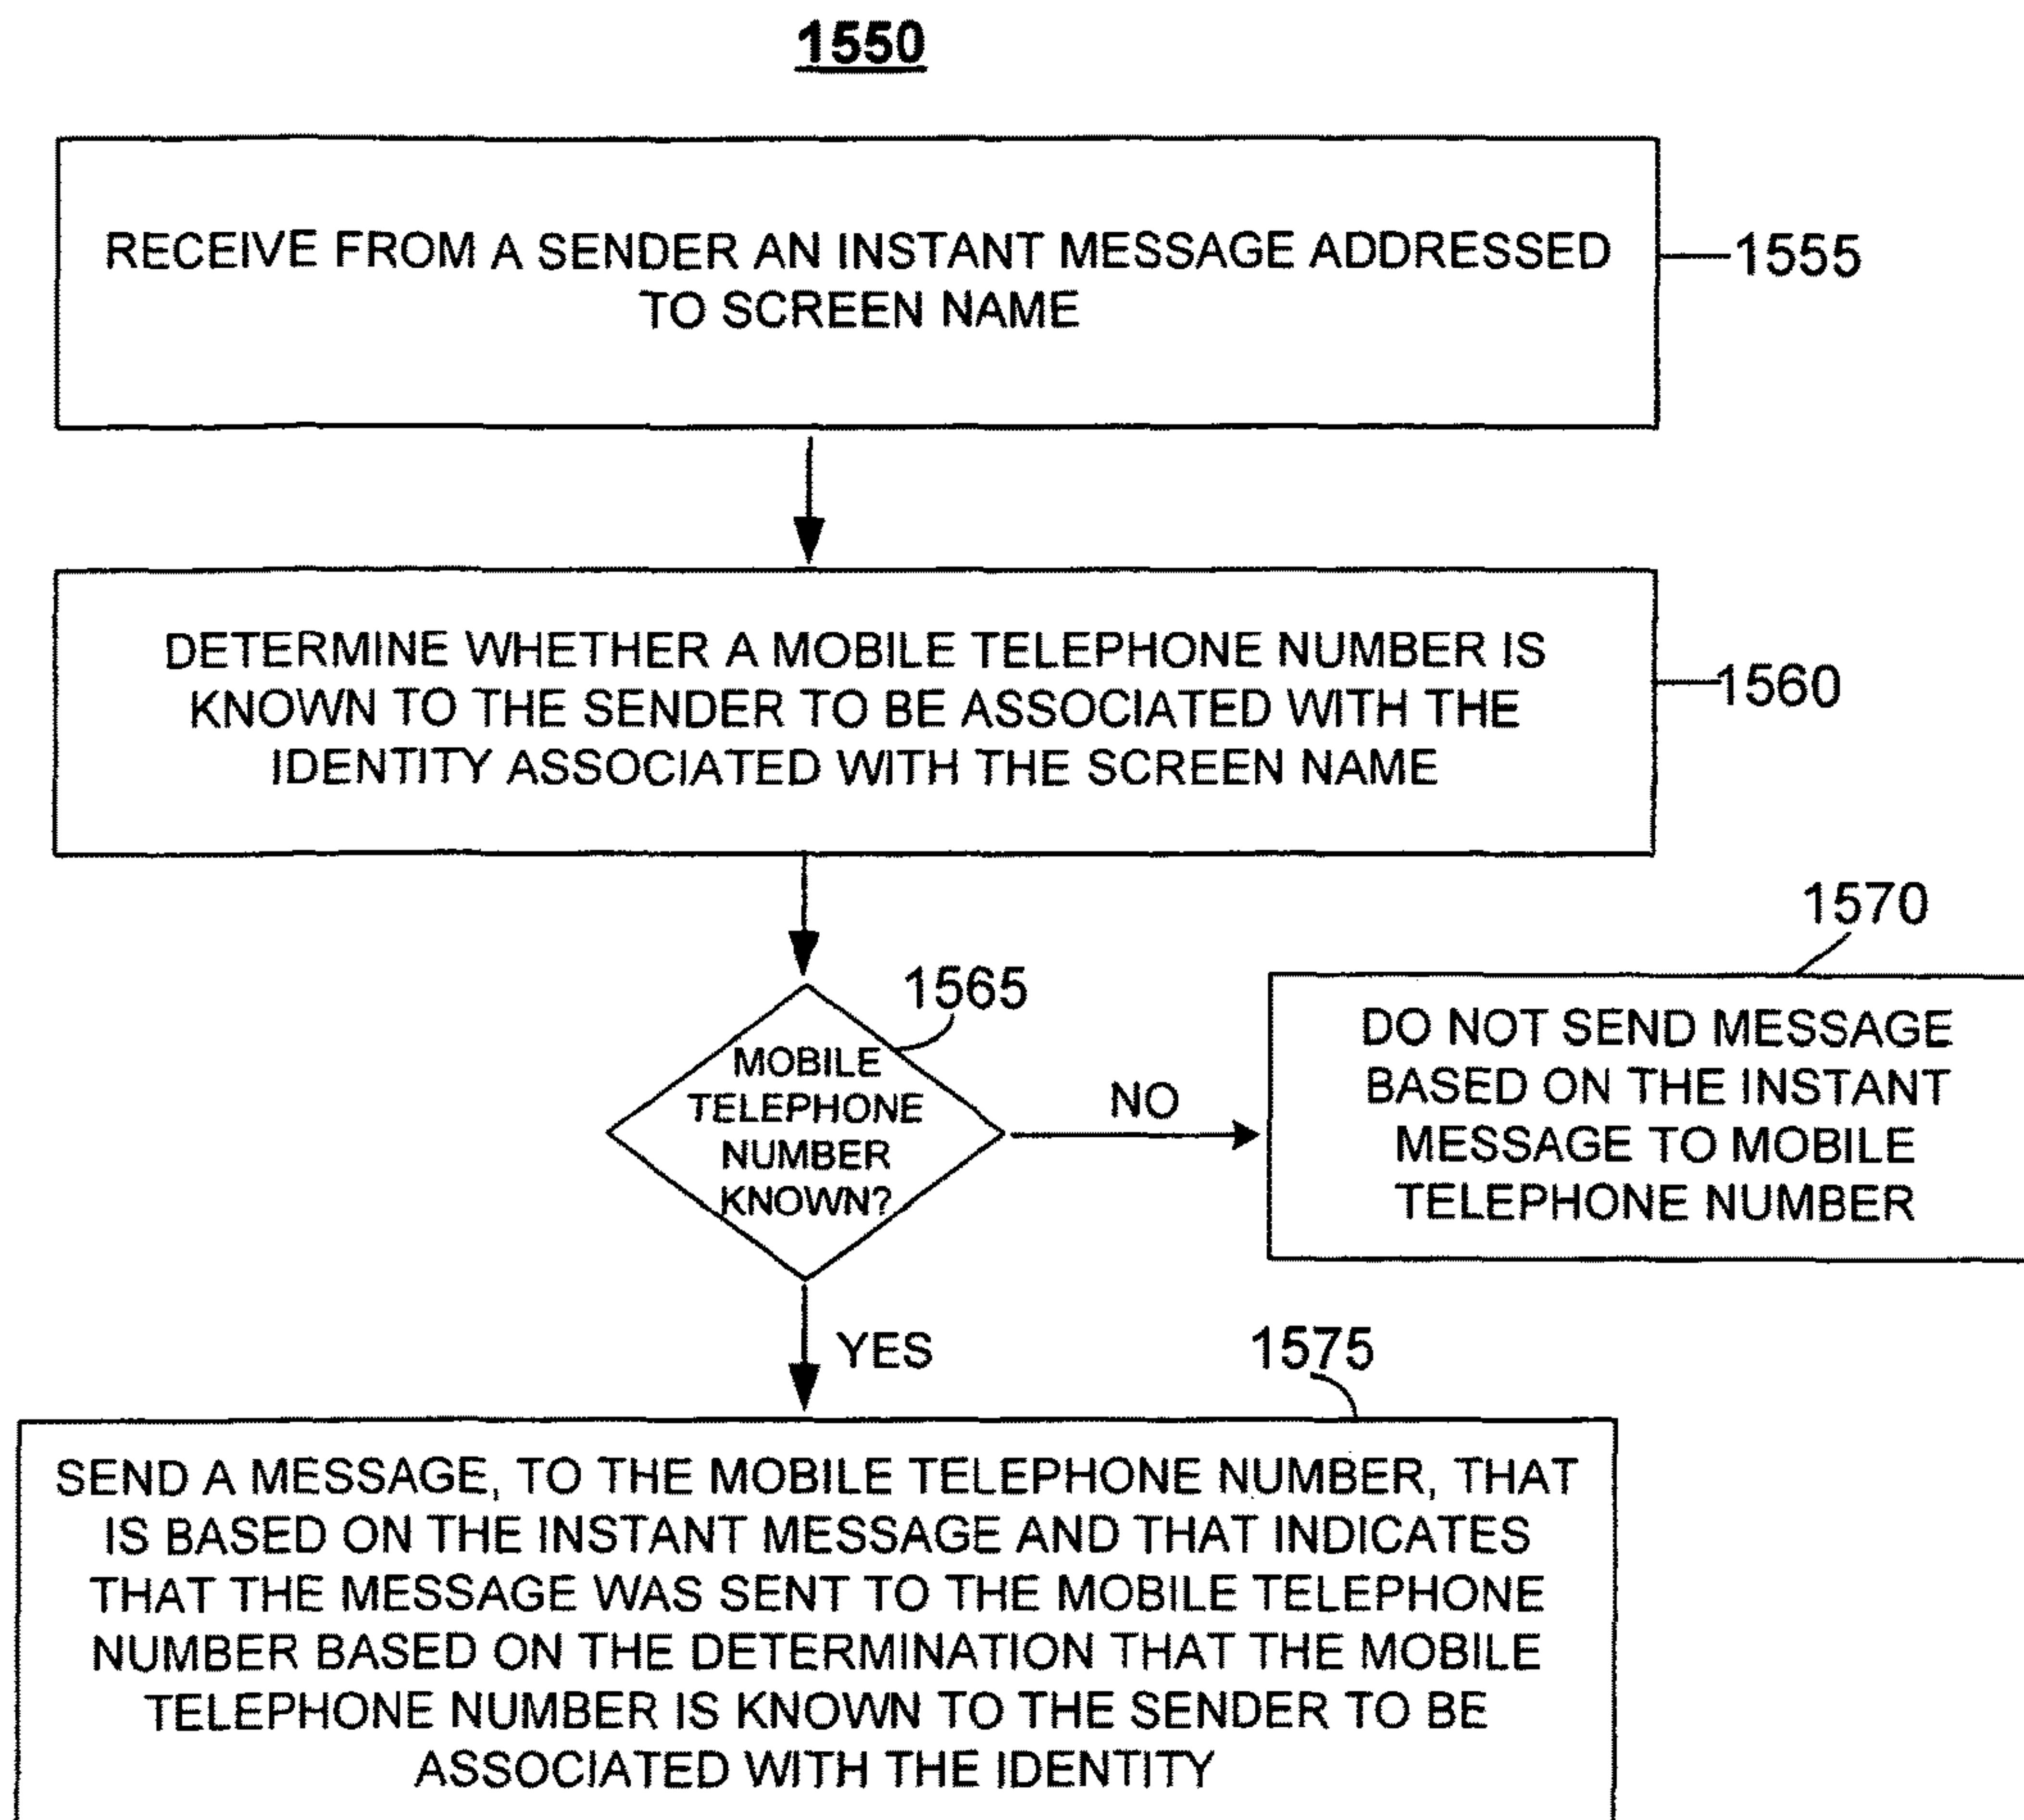 1550
RECEIVE FROM A SENDER AN INSTANT MESSAGE ADDRESSED
TO SCREEN NAME
1555
DETERMINE WHETHER A MOBILE TELEPHONE NUMBER IS
KNOWN TO THE SENDER TO BE ASSOCIATED WITH THE
IDENTITY ASSOCIATED WITH THE SCREEN NAME
1560
1565
MOBILE
TELEPHONE
NUMBER
KNOWN?
NO
1570
DO NOT SEND MESSAGE
BASED ON THE INSTANT
MESSAGE TO MOBILE
TELEPHONE NUMBER
YES
1575
SEND A MESSAGE, TO THE MOBILE TELEPHONE NUMBER, THAT
IS BASED ON THE INSTANT MESSAGE AND THAT INDICATES
THAT THE MESSAGE WAS SENT TO THE MOBILE TELEPHONE
NUMBER BASED ON THE DETERMINATION THAT THE MOBILE
TELEPHONE NUMBER IS KNOWN TO THE SENDER TO BE
ASSOCIATED WITH THE IDENTITY